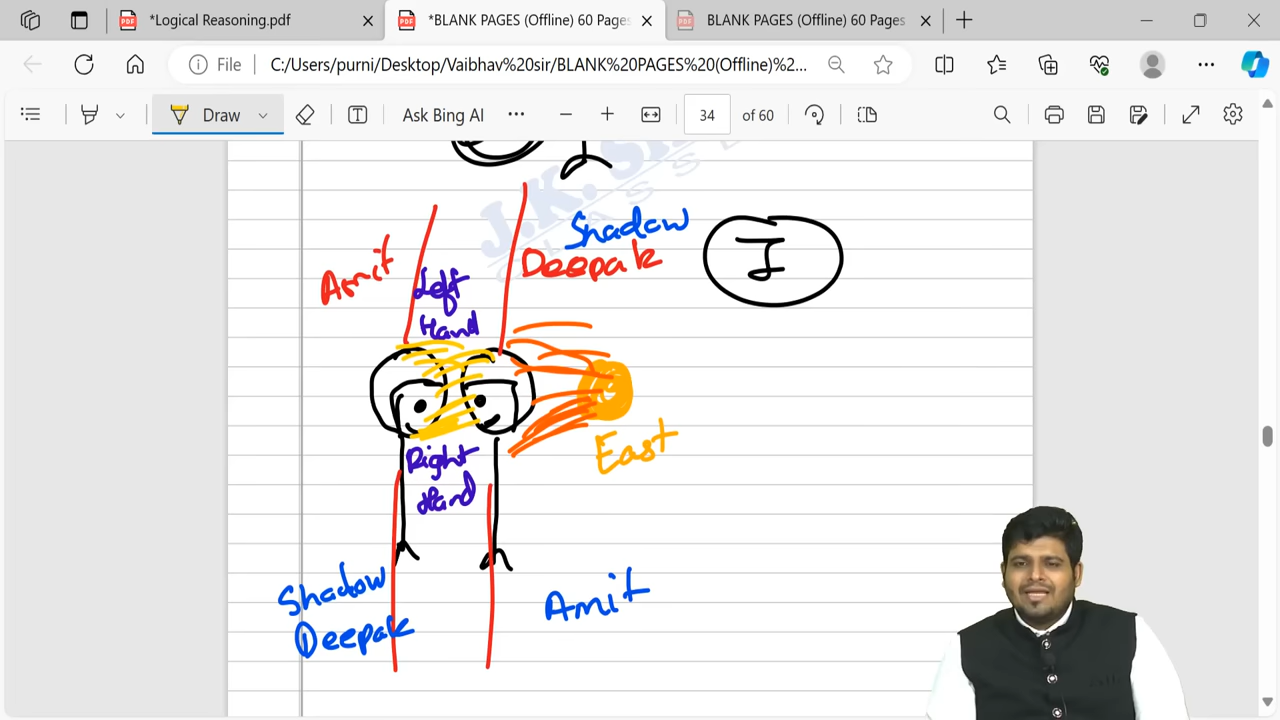 *Logical Reasoning.pdf
*BLANK PAGES (Offline) 60 Pages
BLANK PAGES (Offline) 60 Pages
File
C:/Users/purni/Desktop/Vaibhav%20sir/BLANK%20PAGES%20(Offline)%2...
Draw
Ask Bing AI
34
of 60
Shadow
Deepak
Amit
Left
Hand
I
East
Right
Hand
Shadow
Deepak
Amit